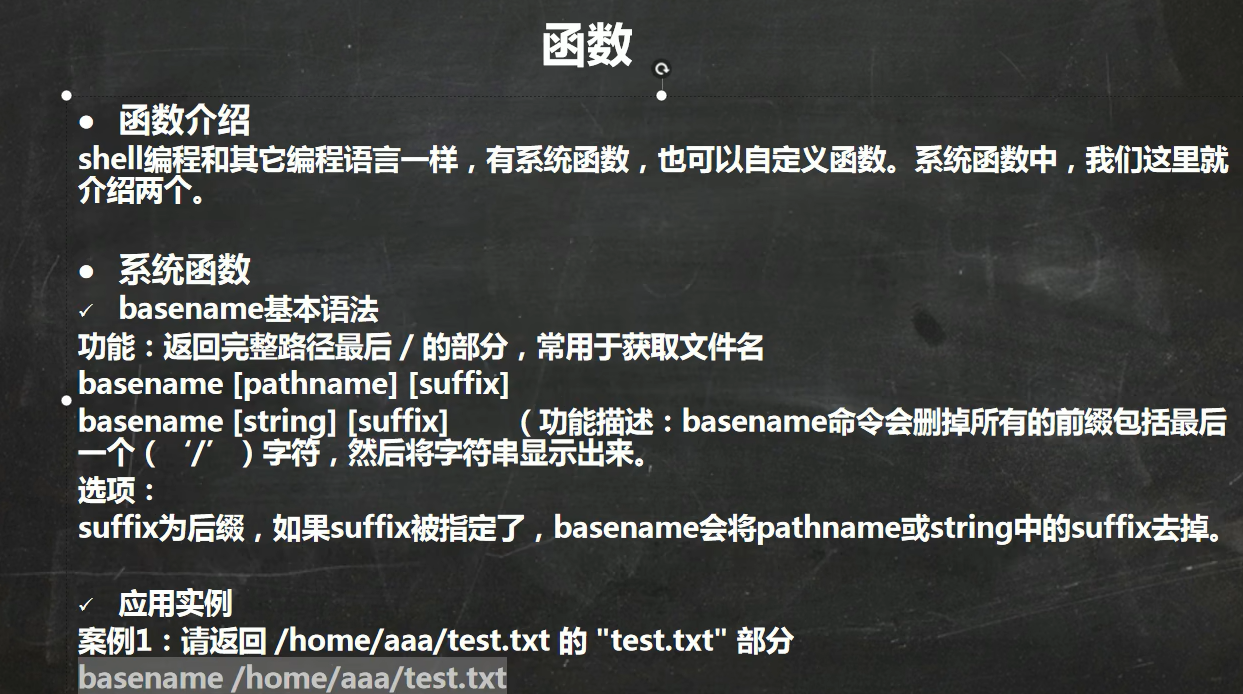 函数
● 函数介绍
shell编程和其它编程语言一样，有系统函数，也可以自定义函数。系统函数中，我们这里就
介绍两个。
● 系统函数
✓ basename基本语法
功能：返回完整路径最后 / 的部分，常用于获取文件名
basename [pathname] [suffix]
basename [string] [suffix] （功能描述：basename命令会删掉所有的前缀包括最后
一个（‘/’）字符，然后将字符串显示出来。
选项：
suffix为后缀，如果suffix被指定了，basename会将pathname或string中的suffix去掉。
✓ 应用实例
案例1：请返回 /home/aaa/test.txt 的 "test.txt" 部分
basename /home/aaa/test.txt